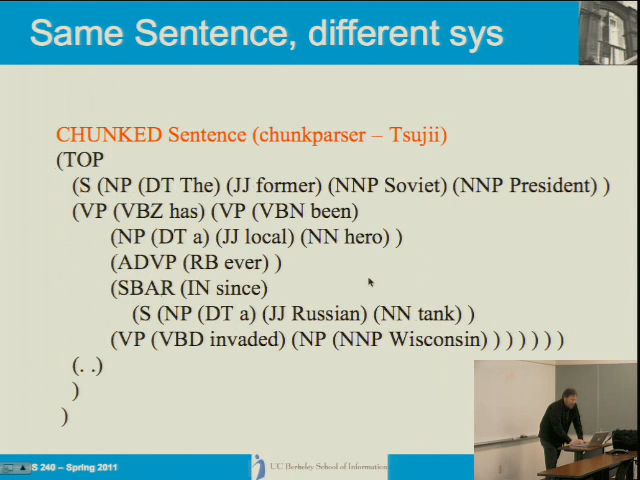 Same Sentence, different sys
CHUNKED Sentence (chunkparser – Tsujii)
(TOP
(S (NP (DT The) (JJ former) (NNP Soviet) (NNP President) )
(VP (VBZ has) (VP (VBN been)
(NP (DT a) (JJ local) (NN hero) )
(ADVP (RB ever) )
(SBAR (IN since)
(S (NP (DT a) (JJ Russian) (NN tank) )
(VP (VBD invaded) (NP (NNP Wisconsin) ) ) ) ) ) )
(. .)
)
)
S 240 – Spring 2011
UC Berkeley School of Information